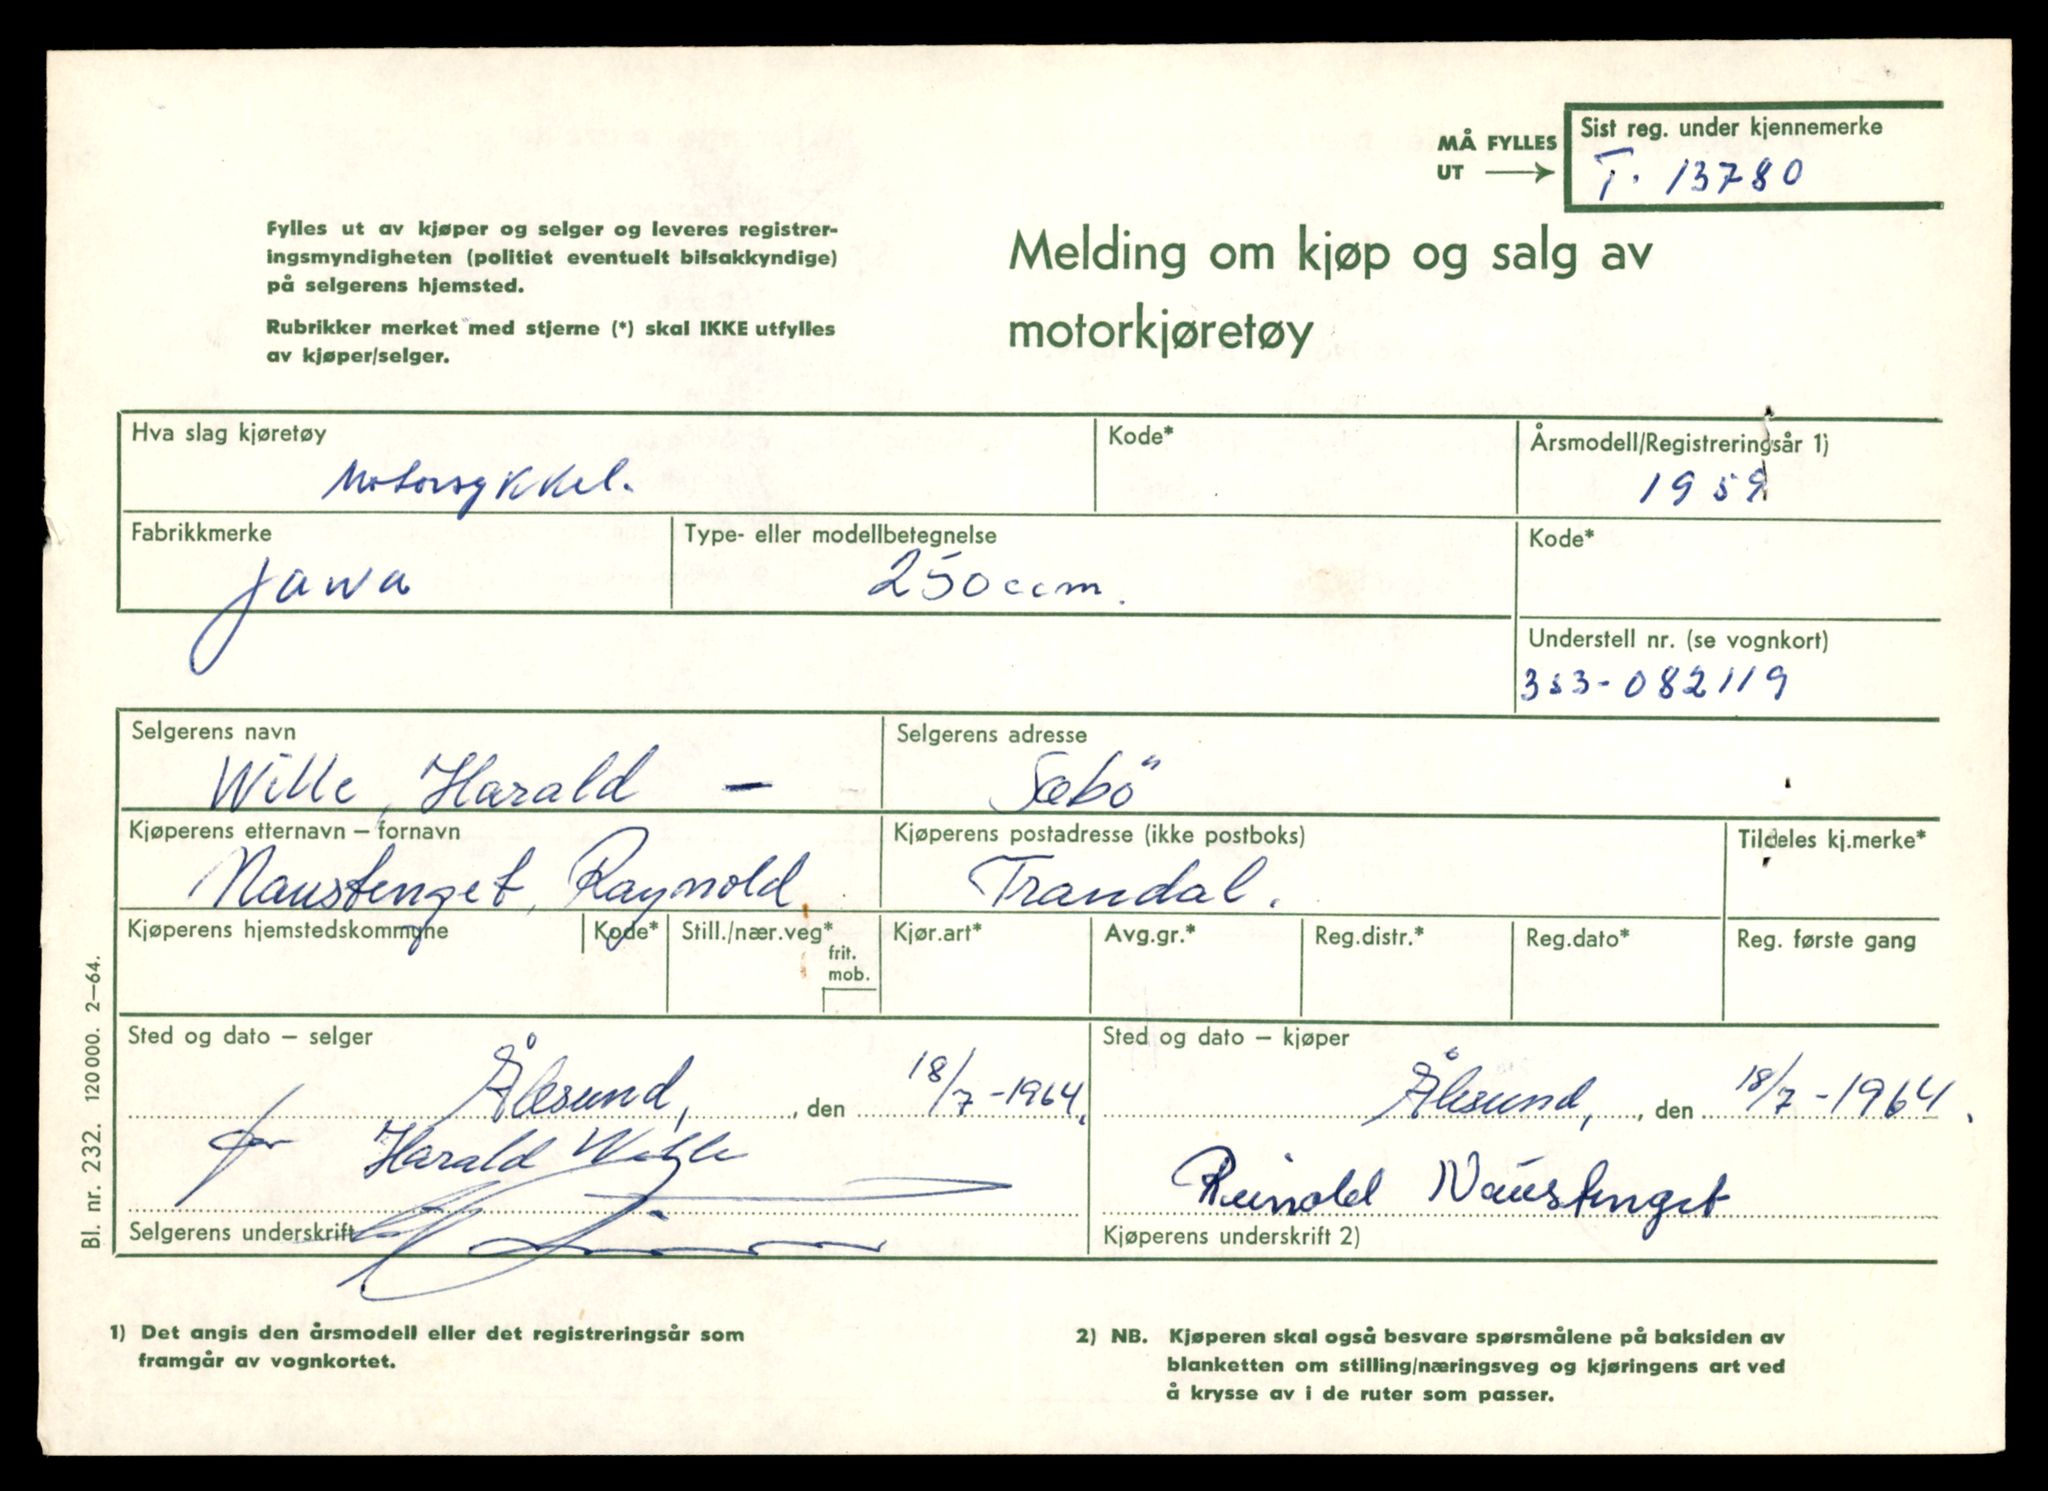 MÅ FYLLES
UT
Sist reg. under kjennemerke
T. 13780
Fylles ut av kjøper og selger og leveres registrer-
ingsmyndigheten (politiet eventuelt bilsakkyndige)
på selgerens hjemsted.
Rubrikker merket med stjerne (*) skal IKKE utfylles
av kjøper/selger.
Melding om kjøp og salg av
motorkjøretøy
Hva slag kjøretøy
Motorsykkel.
Kode*
Årsmodell/Registreringsår 1)
1959
Fabrikkmerke
Jawa
Type- eller modellbetegnelse
250 ccm.
Kode*
Understell nr. (se vognkort)
353-082119
Selgerens navn
Wille, Harald –
Selgerens adresse
Sæbö
Kjøperens etternavn – fornavn
Naustenget, Raynold
Kjøperens postadresse (ikke postboks)
Trandal.
Tildeles kj.merke*
Kjøperens hjemstedskommyne
Kode*
Still./nær.veg*
frit.
mob.
Kjør.art*
Avg.gr.*
Reg.distr.*
Reg.dato*
Reg. første gang
Sted og dato – selger
Ålesund, , den 18/7-1964.
for Harald Wille
Selgerens underskrift
Sted og dato – kjøper
Ålesund, , den 18/7-1964.
Reinold Naustenget
Kjøperens underskrift 2)
Bl. nr. 232. 120 000. 2–64.
1) Det angis den årsmodell eller det registreringsår som
framgår av vognkortet.
2) NB. Kjøperen skal også besvare spørsmålene på baksiden av
blanketten om stilling/næringsveg og kjøringens art ved
å krysse av i de ruter som passer.